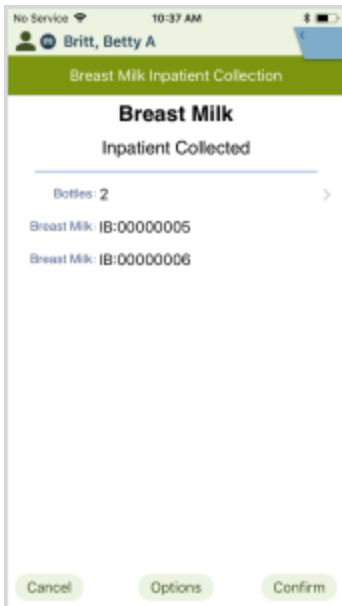 No Service 10:37 AM
Britt, Betty A
Breast Milk Inpatient Collection
Breast Milk
Inpatient Collected
Bottles: 2
Breast Milk: IB:00000005
Breast Milk: IB:00000006
Cancel Options Confirm